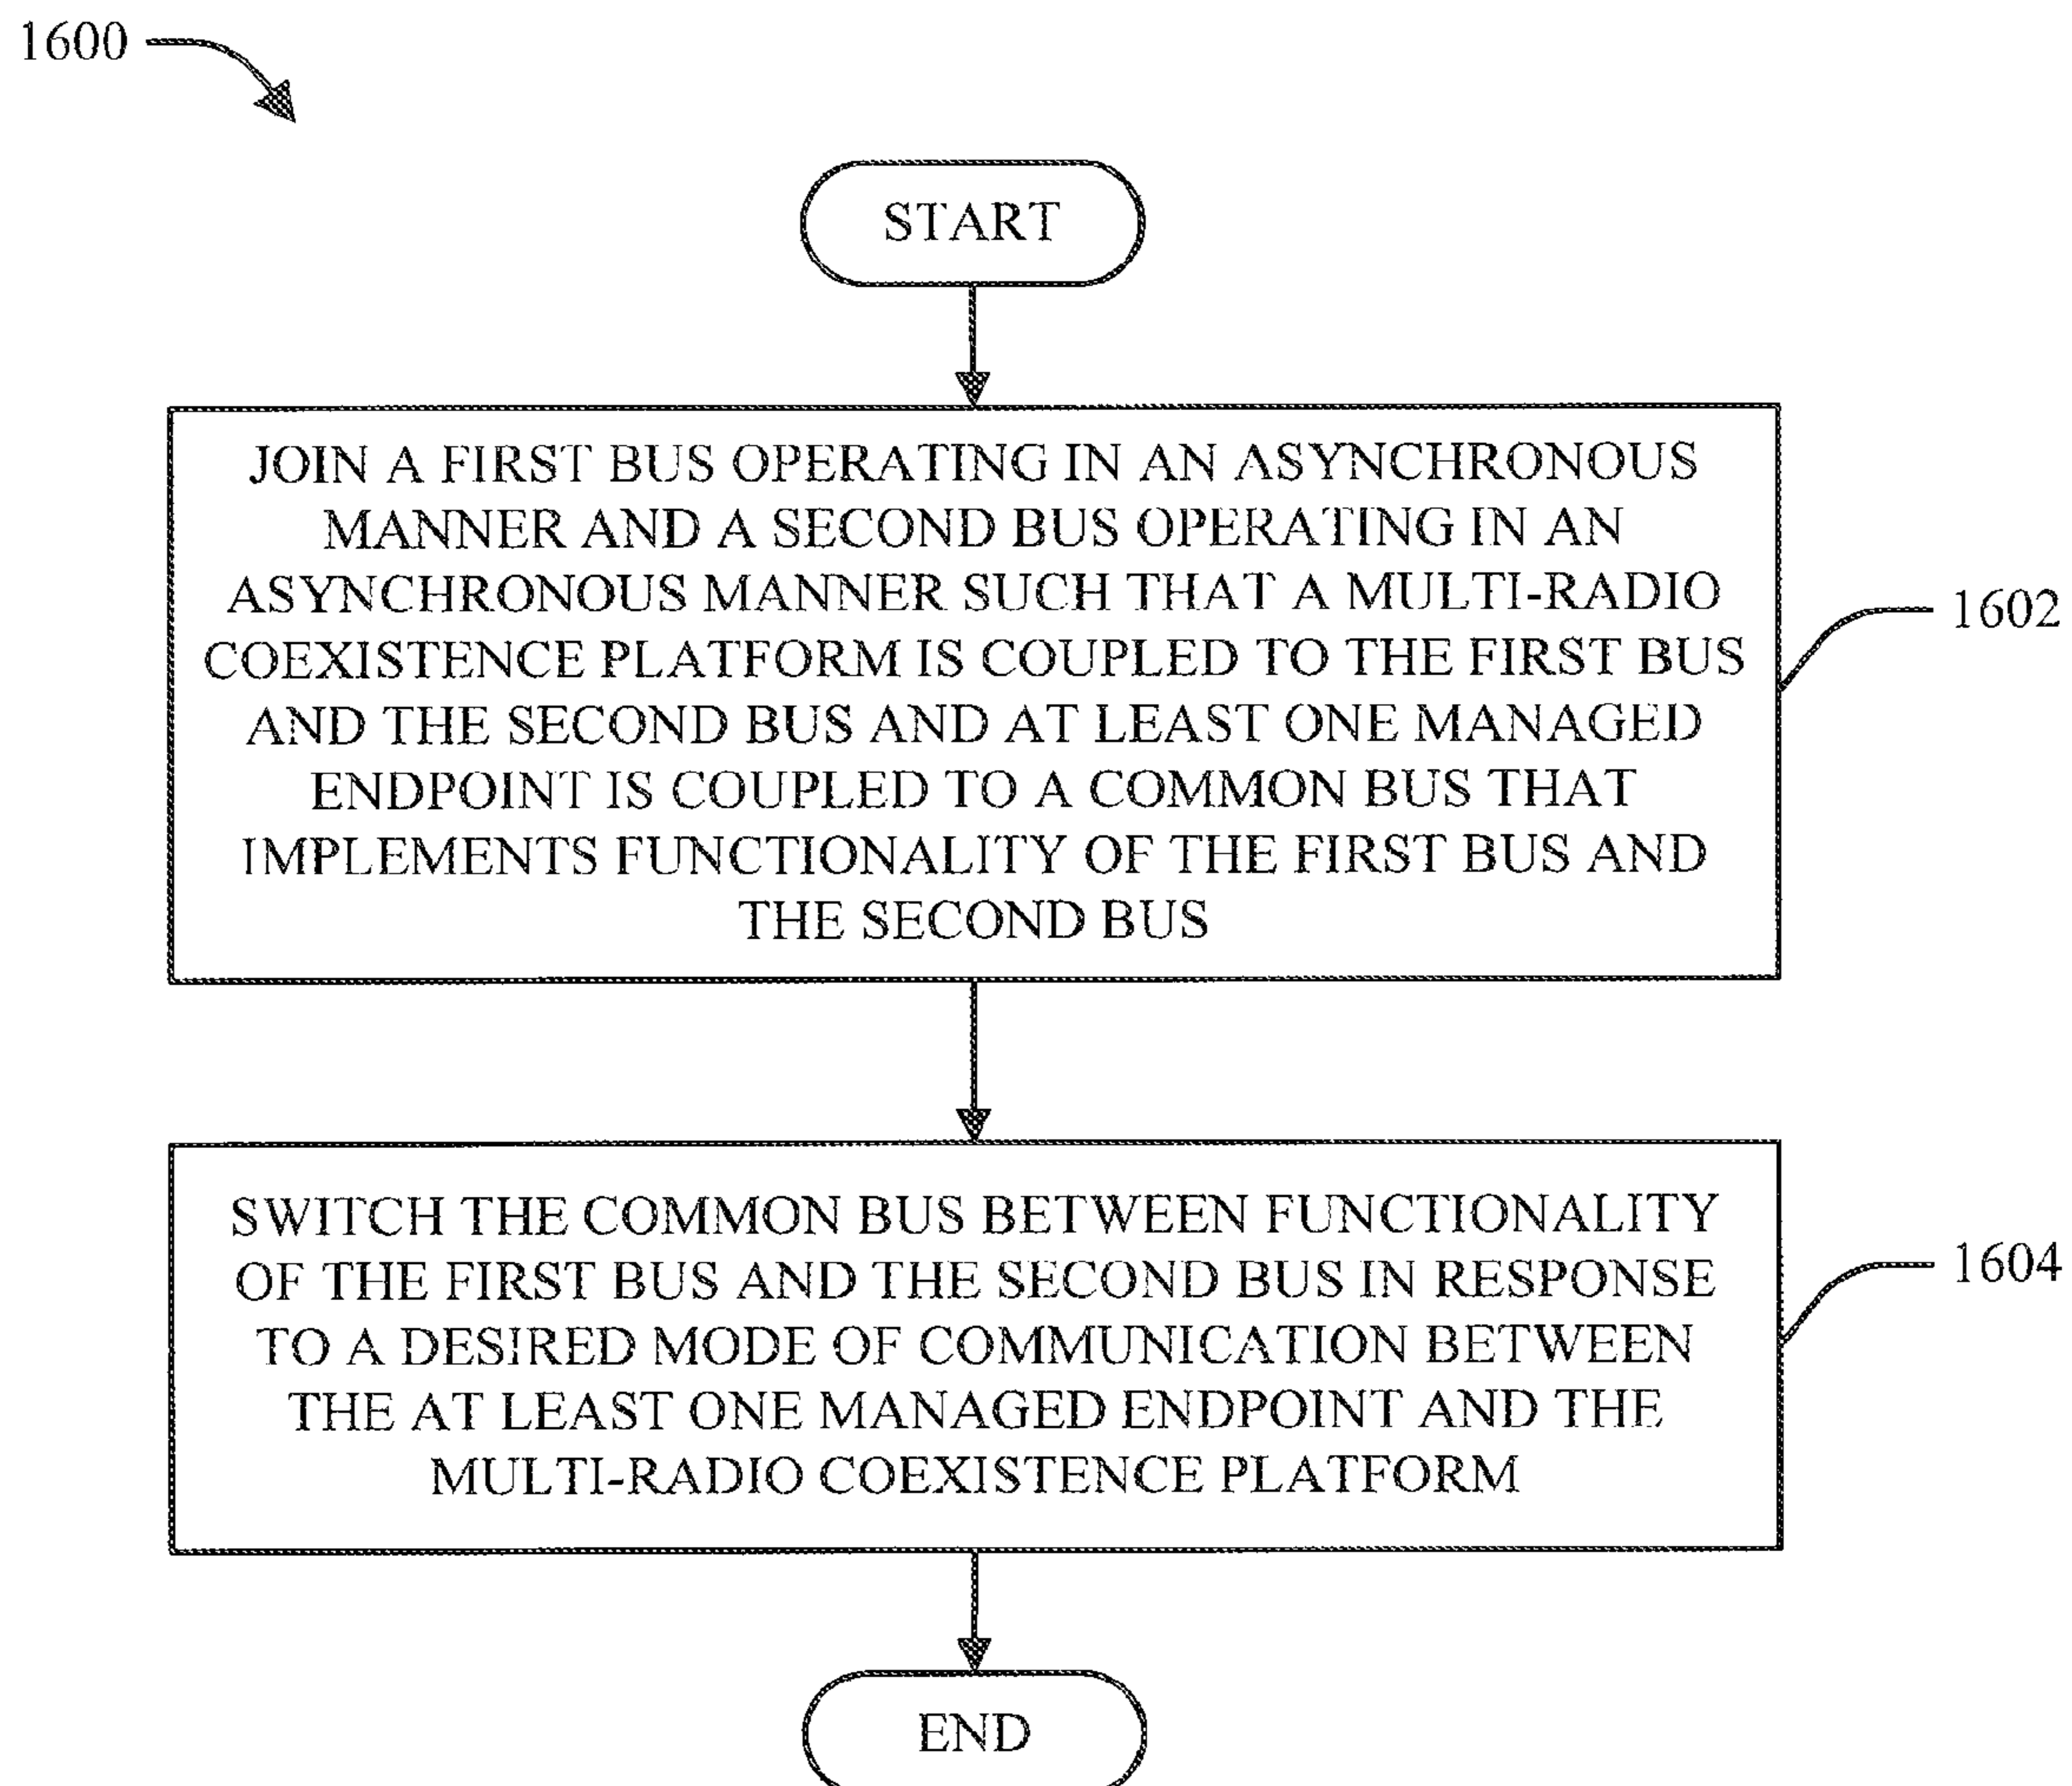 1600
START
JOIN A FIRST BUS OPERATING IN AN ASYNCHRONOUS
MANNER AND A SECOND BUS OPERATING IN AN
ASYNCHRONOUS MANNER SUCH THAT A MULTI-RADIO
COEXISTENCE PLATFORM IS COUPLED TO THE FIRST BUS
AND THE SECOND BUS AND AT LEAST ONE MANAGED
ENDPOINT IS COUPLED TO A COMMON BUS THAT
IMPLEMENTS FUNCTIONALITY OF THE FIRST BUS AND
THE SECOND BUS
1602
SWITCH THE COMMON BUS BETWEEN FUNCTIONALITY
OF THE FIRST BUS AND THE SECOND BUS IN RESPONSE
TO A DESIRED MODE OF COMMUNICATION BETWEEN
THE AT LEAST ONE MANAGED ENDPOINT AND THE
MULTI-RADIO COEXISTENCE PLATFORM
1604
END